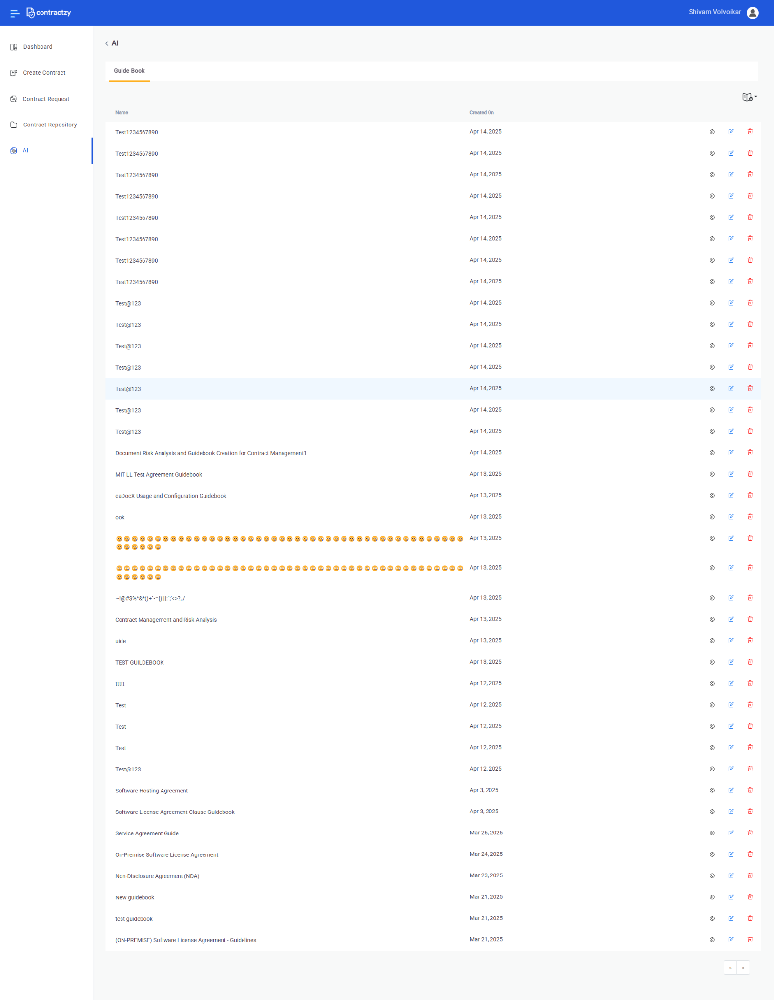 contractzy
Shivam Volvoikar
Dashboard
Create Contract
Contract Request
Contract Repository
AI
AI
Guide Book
Name Created On
Test1234567890 Apr 14, 2025
Test1234567890 Apr 14, 2025
Test1234567890 Apr 14, 2025
Test1234567890 Apr 14, 2025
Test1234567890 Apr 14, 2025
Test1234567890 Apr 14, 2025
Test1234567890 Apr 14, 2025
Test1234567890 Apr 14, 2025
Test@123 Apr 14, 2025
Test@123 Apr 14, 2025
Test@123 Apr 14, 2025
Test@123 Apr 14, 2025
Test@123 Apr 14, 2025
Test@123 Apr 14, 2025
Test@123 Apr 14, 2025
Document Risk Analysis and Guidebook Creation for Contract Management1 Apr 14, 2025
MIT LL Test Agreement Guidebook Apr 13, 2025
eaDocX Usage and Configuration Guidebook Apr 13, 2025
ook Apr 13, 2025
Apr 13, 2025
Apr 13, 2025
~!@#$%^&*()+`-={}|[]:";'<>?,./ Apr 13, 2025
Contract Management and Risk Analysis Apr 13, 2025
uide Apr 13, 2025
TEST GUILDEBOOK Apr 13, 2025
ttttt Apr 12, 2025
Test Apr 12, 2025
Test Apr 12, 2025
Test Apr 12, 2025
Test@123 Apr 12, 2025
Software Hosting Agreement Apr 3, 2025
Software License Agreement Clause Guidebook Apr 3, 2025
Service Agreement Guide Mar 26, 2025
On-Premise Software License Agreement Mar 24, 2025
Non-Disclosure Agreement (NDA) Mar 23, 2025
New guidebook Mar 21, 2025
test guidebook Mar 21, 2025
(ON-PREMISE) Software License Agreement - Guidelines Mar 21, 2025
« »